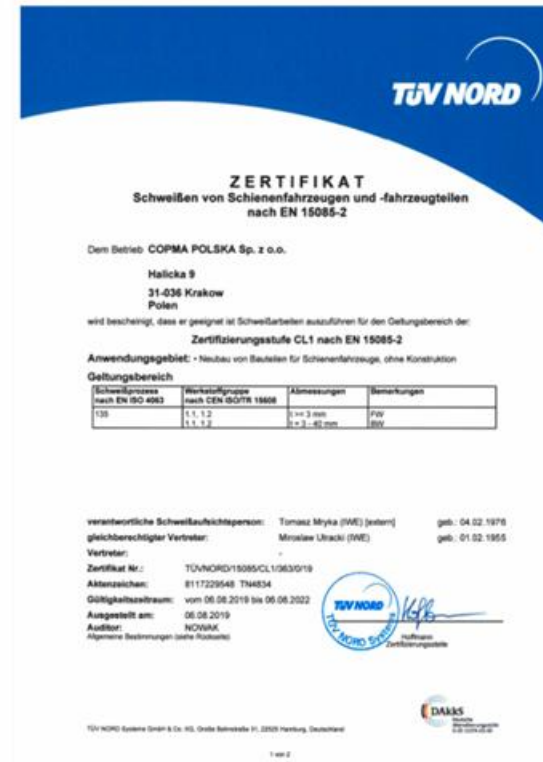 TÜV NORD
ZERTIFIKAT
Schweißen von Schienenfahrzeugen und -fahrzeugteilen
nach EN 15085-2
Dem Betrieb COPMA POLSKA Sp. z o.o.
Halicka 9
31-036 Krakow
Polen
wird bescheinigt, dass er geeignet ist Schweißarbeiten auszuführen für den Geltungsbereich der:
Zertifizierungsstufe CL1 nach EN 15085-2
Anwendungsgebiet: • Neubau von Bauteilen für Schienenfahrzeuge, ohne Konstruktion
Geltungsbereich
Schweißprozess nach EN ISO 4063 Werkstoffgruppe nach CEN ISO/TR 15608 Abmessungen Bemerkungen
135 1.1, 1.2 t >= 3 mm FW
1.1, 1.2 t = 3 - 40 mm BW
verantwortliche Schweißaufsichtsperson: Tomasz Mryka (IWE) [extern] geb.: 04.02.1976
gleichberechtigter Vertreter: Miroslaw Utracki (IWE) geb.: 01.02.1955
Vertreter: -
Zertifikat Nr.: TÜVNORD/15085/CL1/363/0/19
Aktenzeichen: 8117229548 TN4834
Gültigkeitszeitraum: vom 06.08.2019 bis 06.08.2022
Ausgestellt am: 06.08.2019
Auditor: NOWAK
Allgemeine Bestimmungen (siehe Rückseite)
TÜV NORD
TÜV NORD Systems
Hoffmann
Zertifizierungsstelle
DAkkS
Deutsche
Akkreditierungsstelle
TÜV NORD Systems GmbH & Co. KG, Große Bahnstraße 31, 22525 Hamburg, Deutschland
1 von 2